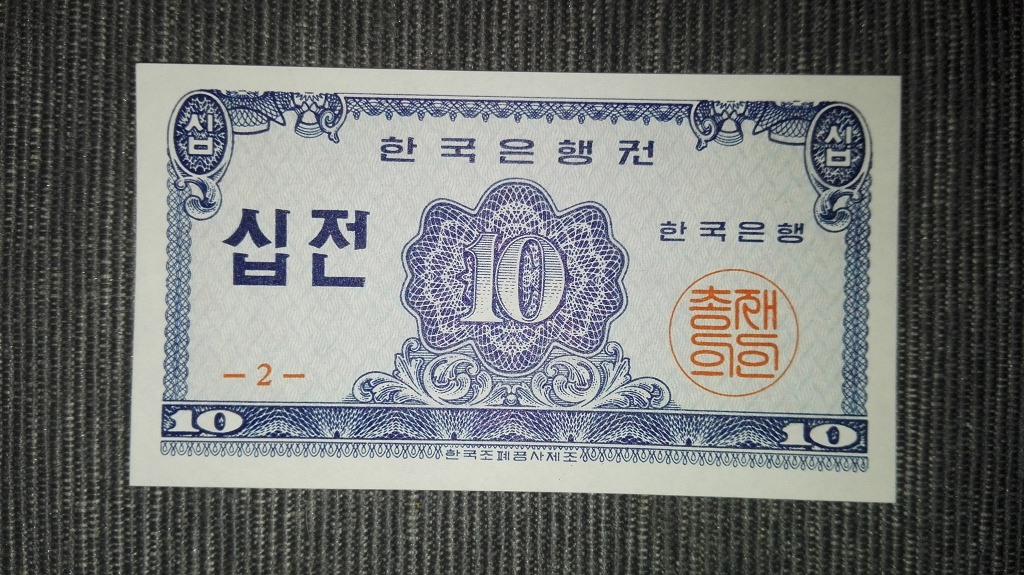 십 십
한국은행권
십전
한국은행
10
총재
의인
– 2 –
10 10
한국조폐공사제조